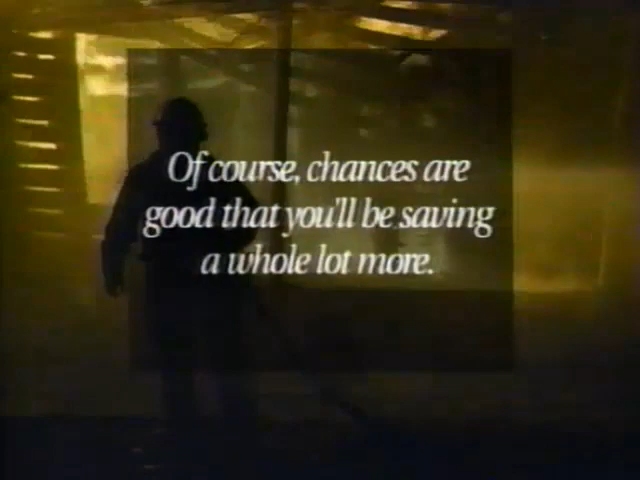 Of course, chances are
good that you'll be saving
a whole lot more.